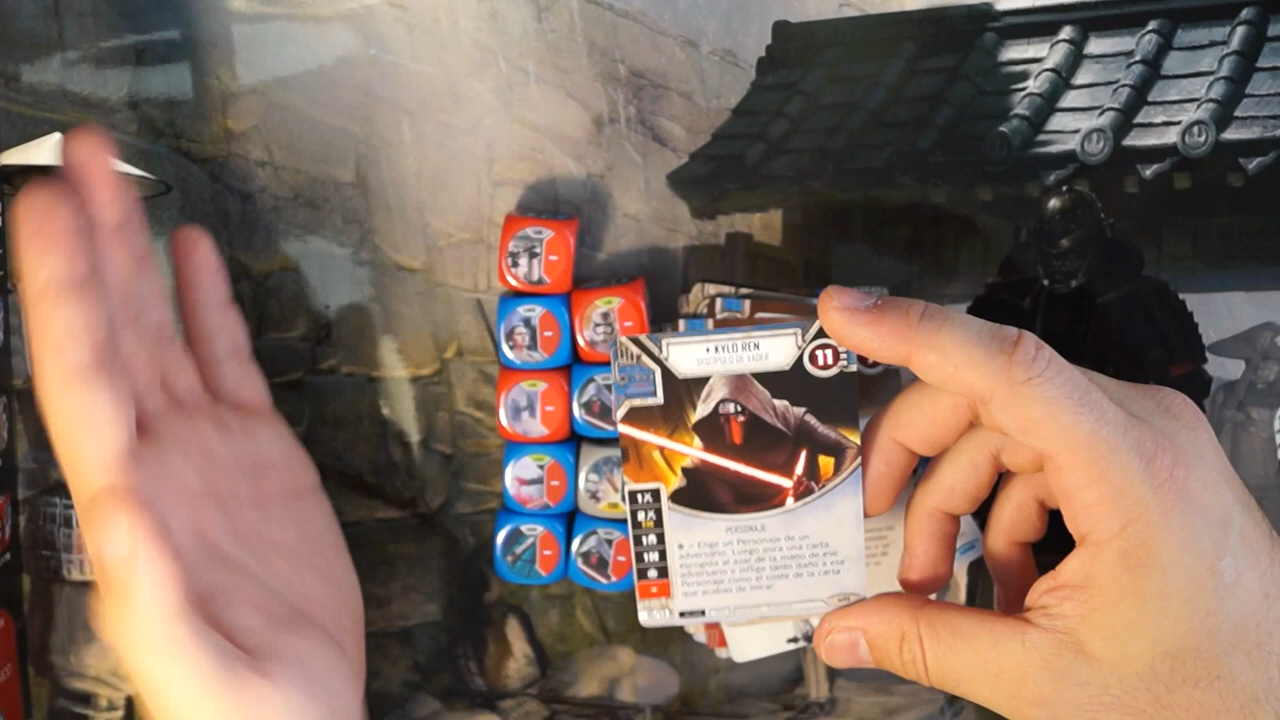 KYLO REN
DISCÍPULO DE VADER
11
PERSONAJE
– Elige un Personaje de un
adversario. Luego mira una carta
escogida al azar de la mano de ese
adversario e inflige tanto daño a ese
Personaje como el coste de la carta
que acabas de mirar.